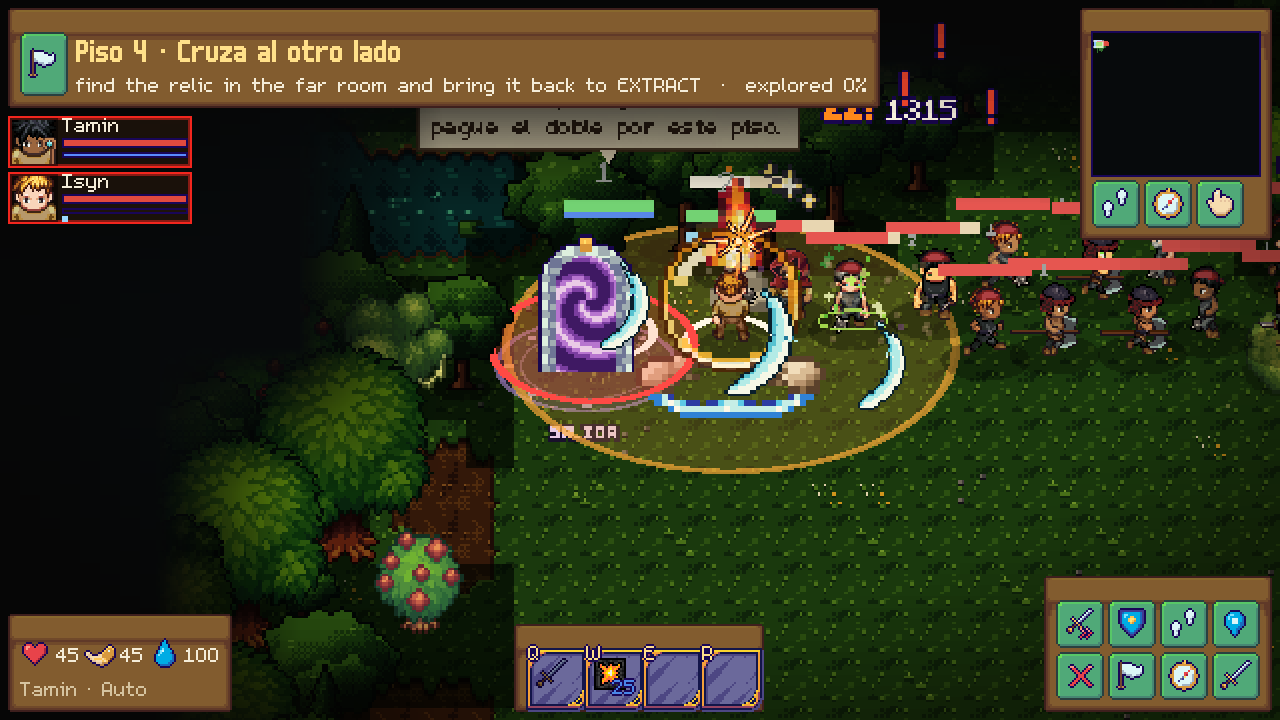 Piso 4 · Cruza al otro lado
find the relic in the far room and bring it back to EXTRACT · explored 0%
pague el doble por este piso.
1315
Tamin
Isyn
SALIDA
Q W E R
25
45 45 100
Tamin · Auto